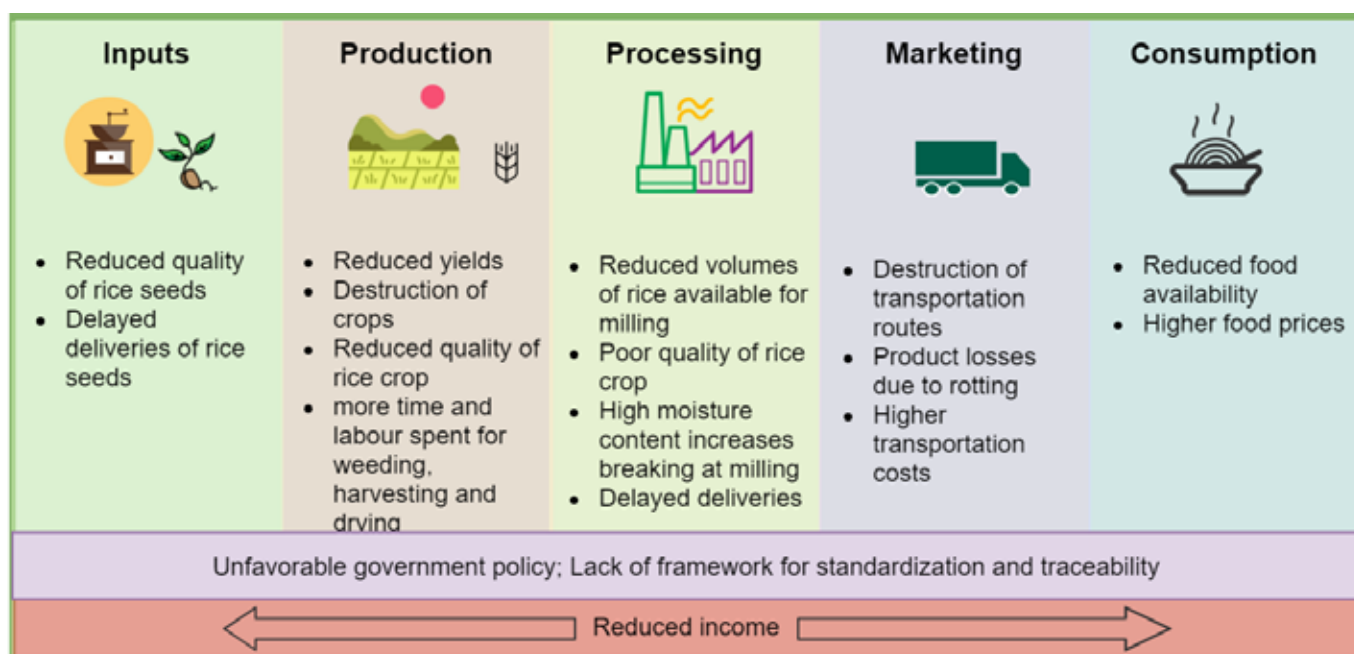 Inputs
Production
Processing
Marketing
Consumption
• Reduced quality
of rice seeds
• Delayed
deliveries of rice
seeds
• Reduced yields
• Destruction of
crops
• Reduced quality of
rice crop
• more time and
labour spent for
weeding,
harvesting and
drying
• Reduced volumes
of rice available for
milling
• Poor quality of rice
crop
• High moisture
content increases
breaking at milling
• Delayed deliveries
• Destruction of
transportation
routes
• Product losses
due to rotting
• Higher
transportation
costs
• Reduced food
availability
• Higher food prices
Unfavorable government policy; Lack of framework for standardization and traceability
Reduced income